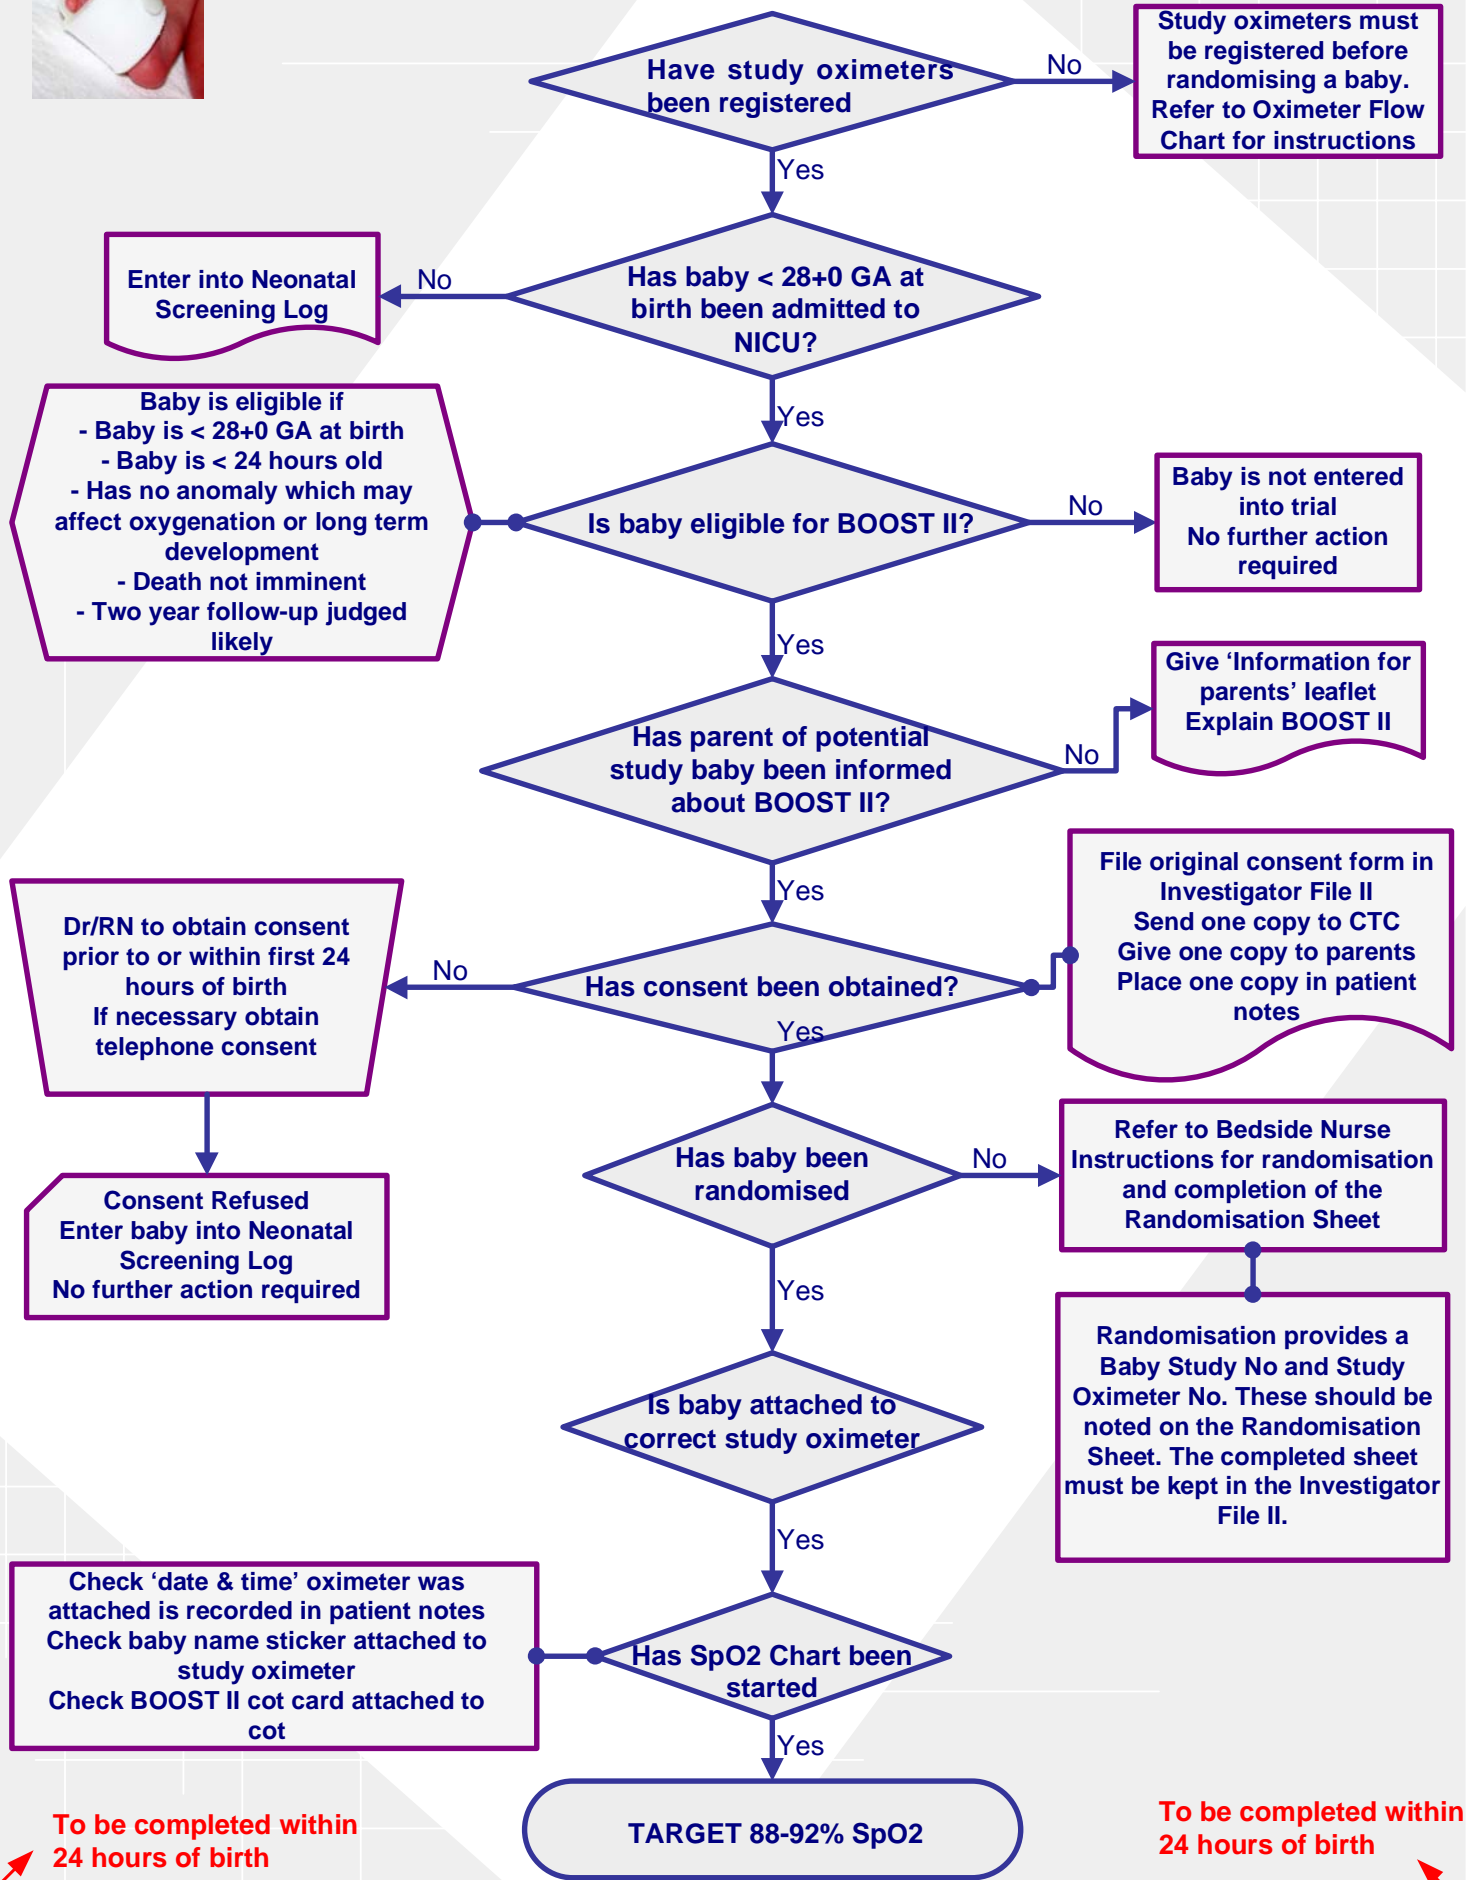 Have study oximeters
been registered
No
Study oximeters must
be registered before
randomising a baby.
Refer to Oximeter Flow
Chart for instructions
Yes
Has baby < 28+0 GA at
birth been admitted to
NICU?
No
Enter into Neonatal
Screening Log
Yes
Baby is eligible if
- Baby is < 28+0 GA at birth
- Baby is < 24 hours old
- Has no anomaly which may
affect oxygenation or long term
development
- Death not imminent
- Two year follow-up judged
likely
Is baby eligible for BOOST II?
No
Baby is not entered
into trial
No further action
required
Yes
Has parent of potential
study baby been informed
about BOOST II?
No
Give ‘Information for
parents’ leaflet
Explain BOOST II
Yes
Has consent been obtained?
File original consent form in
Investigator File II
Send one copy to CTC
Give one copy to parents
Place one copy in patient
notes
No
Dr/RN to obtain consent
prior to or within first 24
hours of birth
If necessary obtain
telephone consent
Consent Refused
Enter baby into Neonatal
Screening Log
No further action required
Yes
Has baby been
randomised
No
Refer to Bedside Nurse
Instructions for randomisation
and completion of the
Randomisation Sheet
Randomisation provides a
Baby Study No and Study
Oximeter No. These should be
noted on the Randomisation
Sheet. The completed sheet
must be kept in the Investigator
File II.
Yes
Is baby attached to
correct study oximeter
Yes
Has SpO2 Chart been
started
Check ‘date & time’ oximeter was
attached is recorded in patient notes
Check baby name sticker attached to
study oximeter
Check BOOST II cot card attached to
cot
Yes
TARGET 88-92% SpO2
To be completed within
24 hours of birth
To be completed within
24 hours of birth